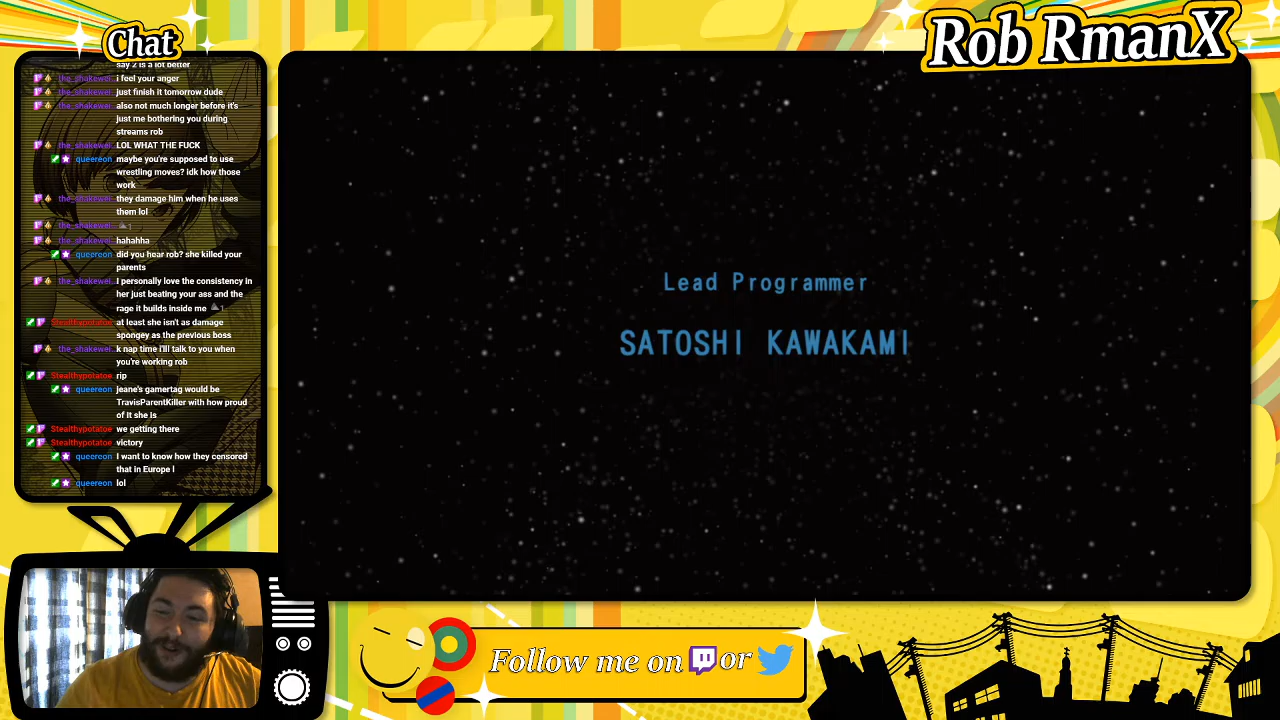 Chat
Rob RmanX
say 2 is a lot better
the_shakewei i feel your anger
the_shakewei just finish it tomorrow dude
the_shakewei also not much longer before it's
just me bothering you during
streams rob
the_shakewei LOL WHAT THE FUCK
queereon maybe you're supposed to use
wrestling moves? idk how those
work
the_shakewei they damage him when he uses
them lol
the_shakewei
the_shakewei hahahha
queereon did you hear rob? she killed your
parents
the_shakewei I personally love the consistency in
her just beating your ass and the
rage it builds inside me
Stealthypotatoe at least she isn't as damage
spongey as the previous boss
the_shakewei k nap time I'll talk to you when
you're working rob
Stealthypotatoe rip
queereon jeane's gamertag would be
TravisParentKiller with how proud
of it she is
Stealthypotatoe we getting there
Stealthypotatoe victory
queereon I want to know how they censored
that in Europe I
queereon lol
Lead Programmer
SATOSHI KAWAKAMI
Follow me on or